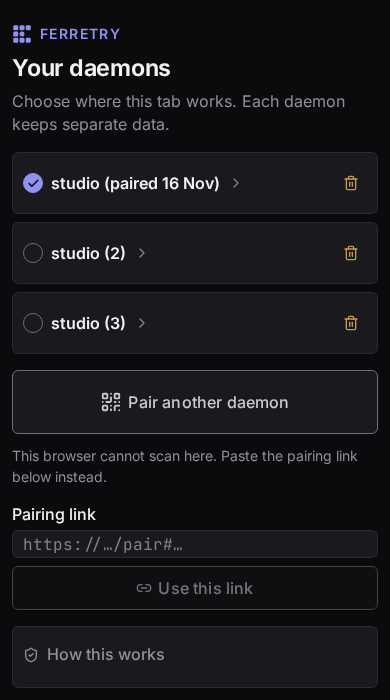 FERRETRY
Your daemons
Choose where this tab works. Each daemon
keeps separate data.
studio (paired 16 Nov)
studio (2)
studio (3)
Pair another daemon
This browser cannot scan here. Paste the pairing link
below instead.
Pairing link
https://…/pair#…
Use this link
How this works